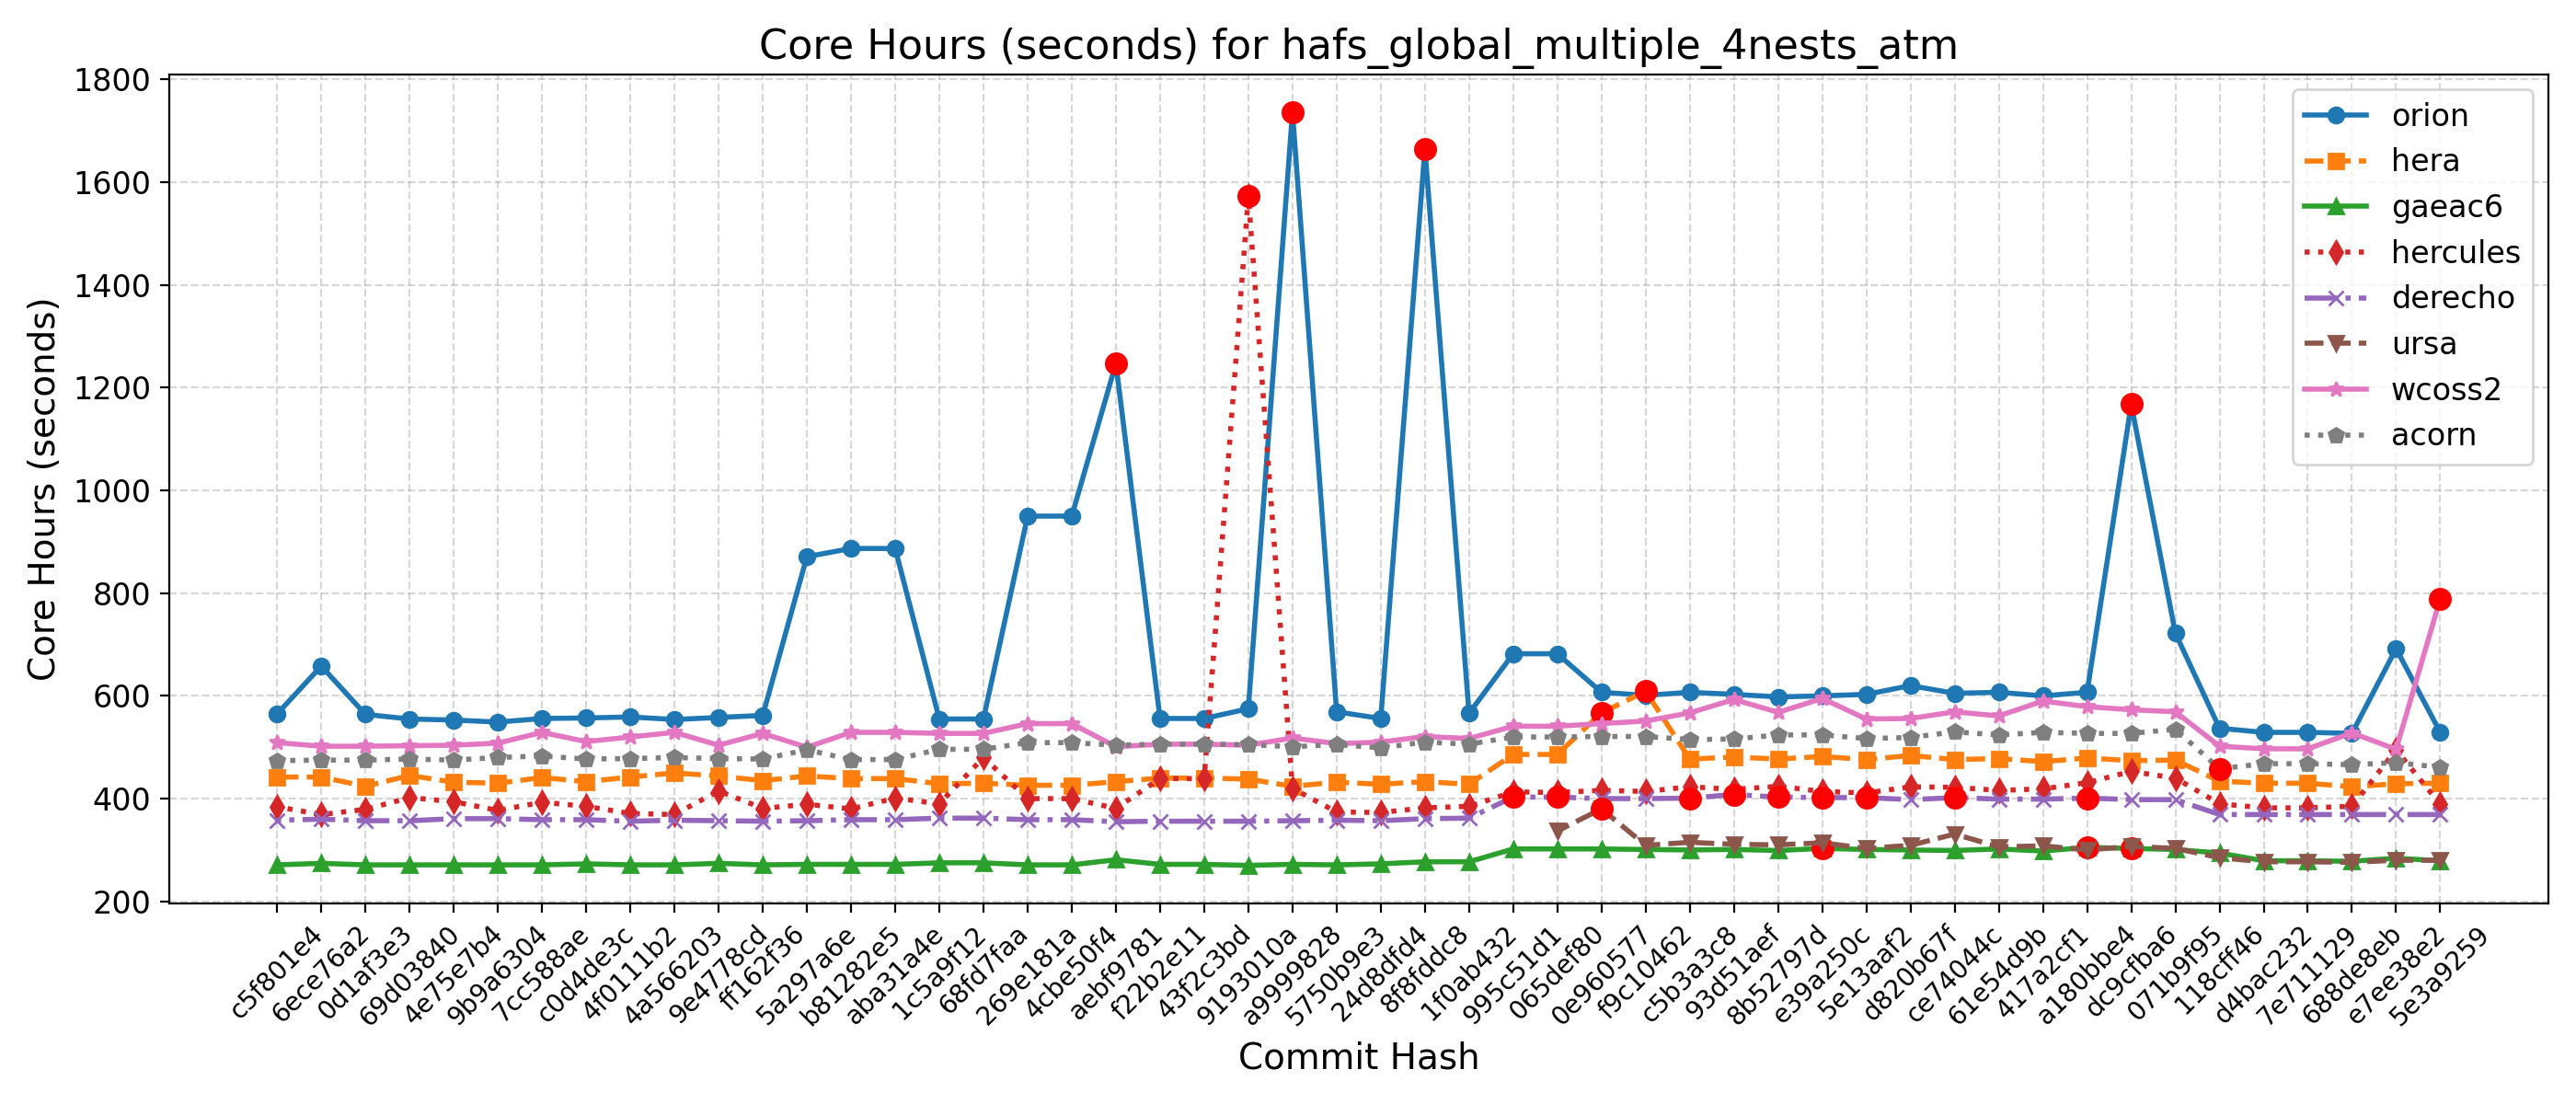 Core Hours (seconds) for hafs_global_multiple_4nests_atm
Core Hours (seconds)
1800
1600
1400
1200
1000
800
600
400
200
orion
hera
gaeac6
hercules
derecho
ursa
wcoss2
acorn
c5f801e4
6ece76a2
0d1af3e3
69d03840
4e75e7b4
9b9a6304
7cc588ae
c0d4de3c
4f0111b2
4a566203
9e4778cd
ff162f36
5a297a6e
b81282e5
aba31a4e
1c5a9f12
68fd7faa
269e181a
4cbe50f4
aebf9781
f22b2e11
43f2c3bd
9193010a
a9999828
5750b9e3
24d8dfd4
8f8fddc8
1f0ab432
995c51d1
065def80
0e960577
f9c10462
c5b3a3c8
93d51aef
8b52797d
e39a250c
5e13aaf2
d820b67f
ce74044c
61e54d9b
417a2cf1
a180bbe4
dc9cfba6
071b9f95
118cff46
d4bac232
7e711129
688de8eb
e7ee38e2
5e3a9259
Commit Hash